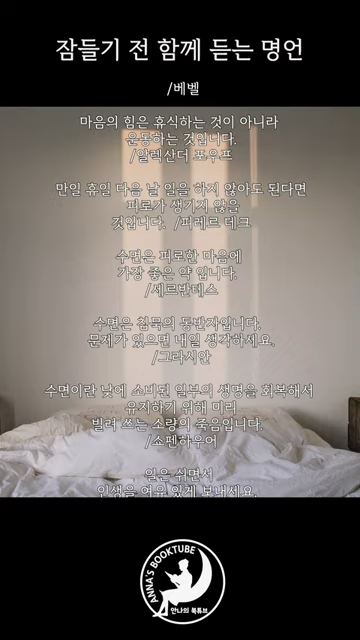 잠들기 전 함께 듣는 명언
/베벨
마음의 힘은 휴식하는 것이 아니라
운동하는 것입니다.
/알렉산더 포우프
만일 휴일 다음 날 일을 하지 않아도 된다면
피로가 생기지 않을
것입니다. /피레르 데크
수면은 피로한 마음에
가장 좋은 약 입니다.
/세르반테스
수면은 침묵의 동반자입니다.
문제가 있으면 내일 생각하세요.
/그라시안
수면이란 낮에 소비된 일부의 생명을 회복해서
유지하기 위해 미리
빌려 쓰는 소량의 죽음입니다.
/쇼펜하우어
일은 쉬면서
인생을 여유 있게 보내세요.
ANNA'S BOOKTUBE
안나의 북튜브